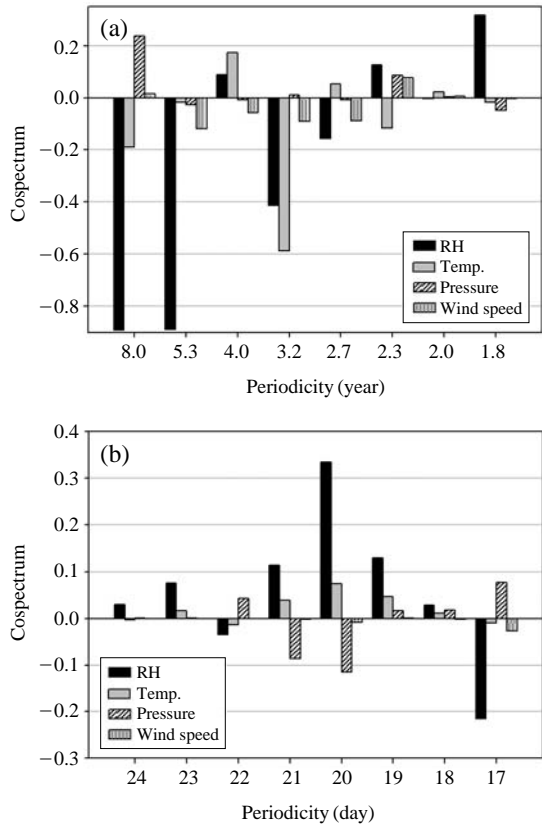 (a)
Cospectrum
0.2
0.0
−0.2
−0.4
−0.6
−0.8
RH
Temp.
Pressure
Wind speed
8.0 5.3 4.0 3.2 2.7 2.3 2.0 1.8
Periodicity (year)
(b)
Cospectrum
0.4
0.3
0.2
0.1
0.0
−0.1
−0.2
−0.3
RH
Temp.
Pressure
Wind speed
24 23 22 21 20 19 18 17
Periodicity (day)